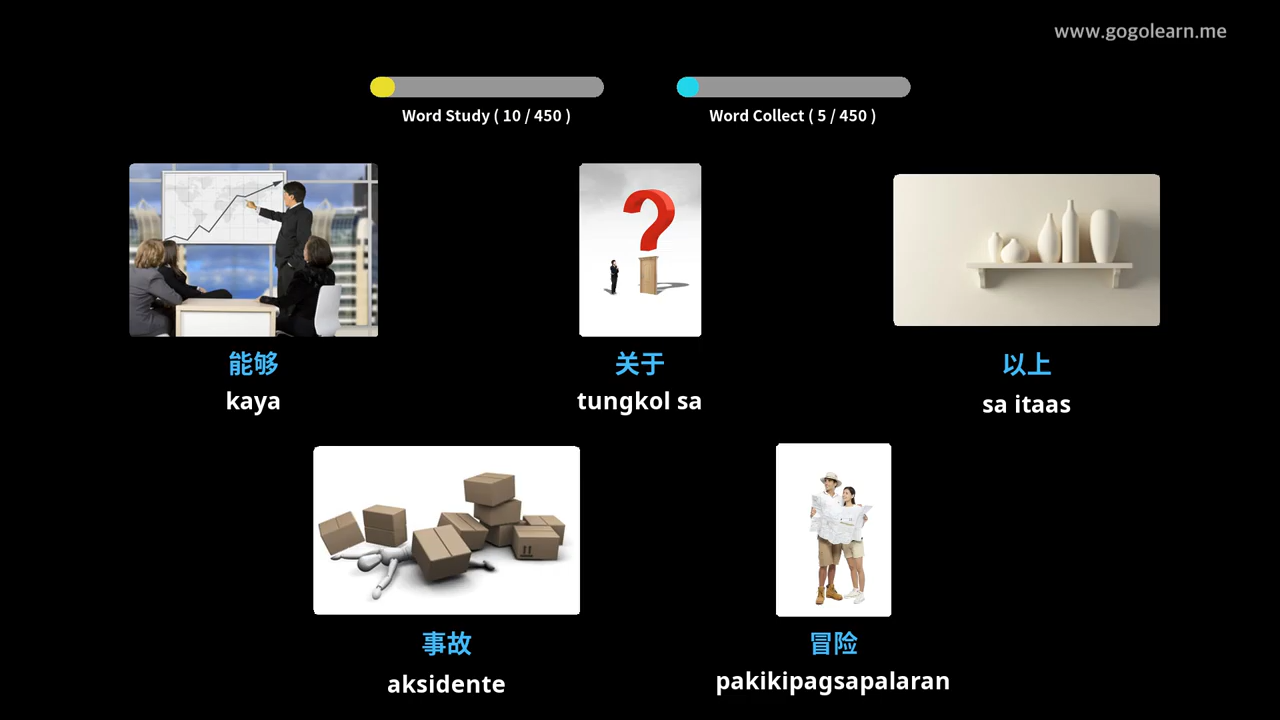 www.gogolearn.me
Word Study ( 10 / 450 )
Word Collect ( 5 / 450 )
能够
kaya
关于
tungkol sa
以上
sa itaas
事故
aksidente
冒险
pakikipagsapalaran